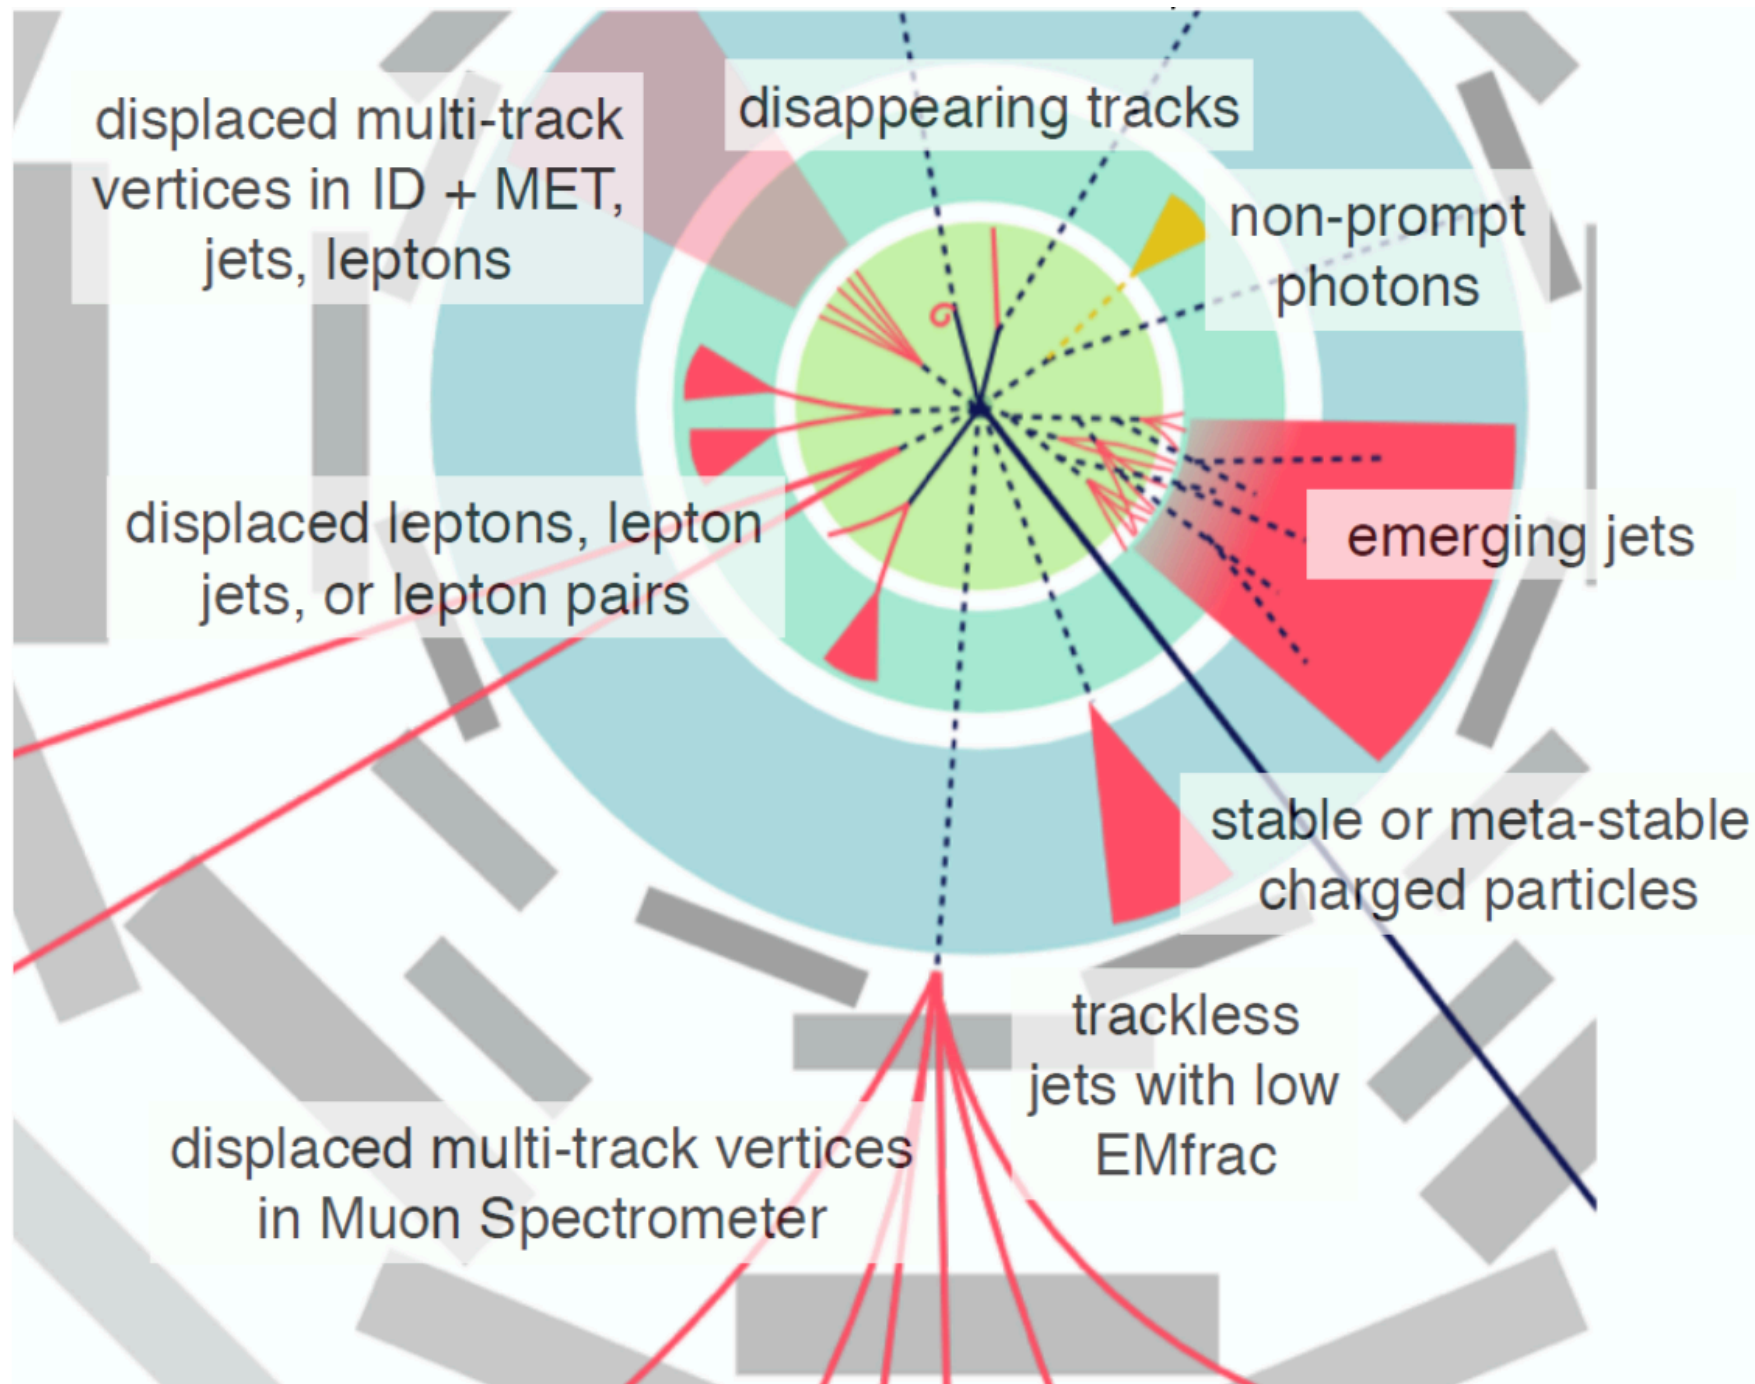 displaced multi-track
vertices in ID + MET,
jets, leptons
disappearing tracks
non-prompt
photons
displaced leptons, lepton
jets, or lepton pairs
emerging jets
stable or meta-stable
charged particles
trackless
jets with low
EMfrac
displaced multi-track vertices
in Muon Spectrometer